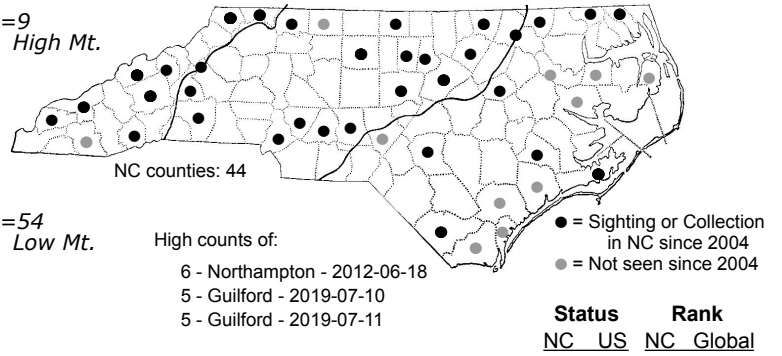 =9
High Mt.
NC counties: 44
=54
Low Mt.
High counts of:
6 - Northampton - 2012-06-18
5 - Guilford - 2019-07-10
5 - Guilford - 2019-07-11
= Sighting or Collection
in NC since 2004
= Not seen since 2004
Status Rank
NC US NC Global